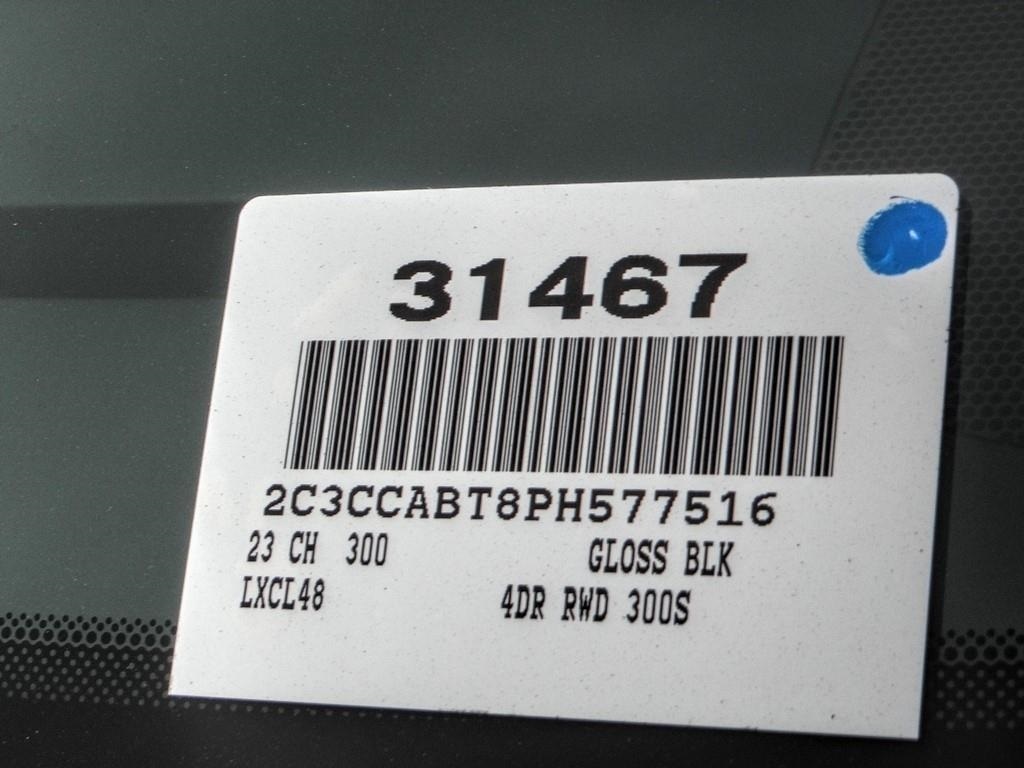 31467
2C3CCABT8PH577516
23 CH 300 GLOSS BLK
LXCL48 4DR RWD 300S